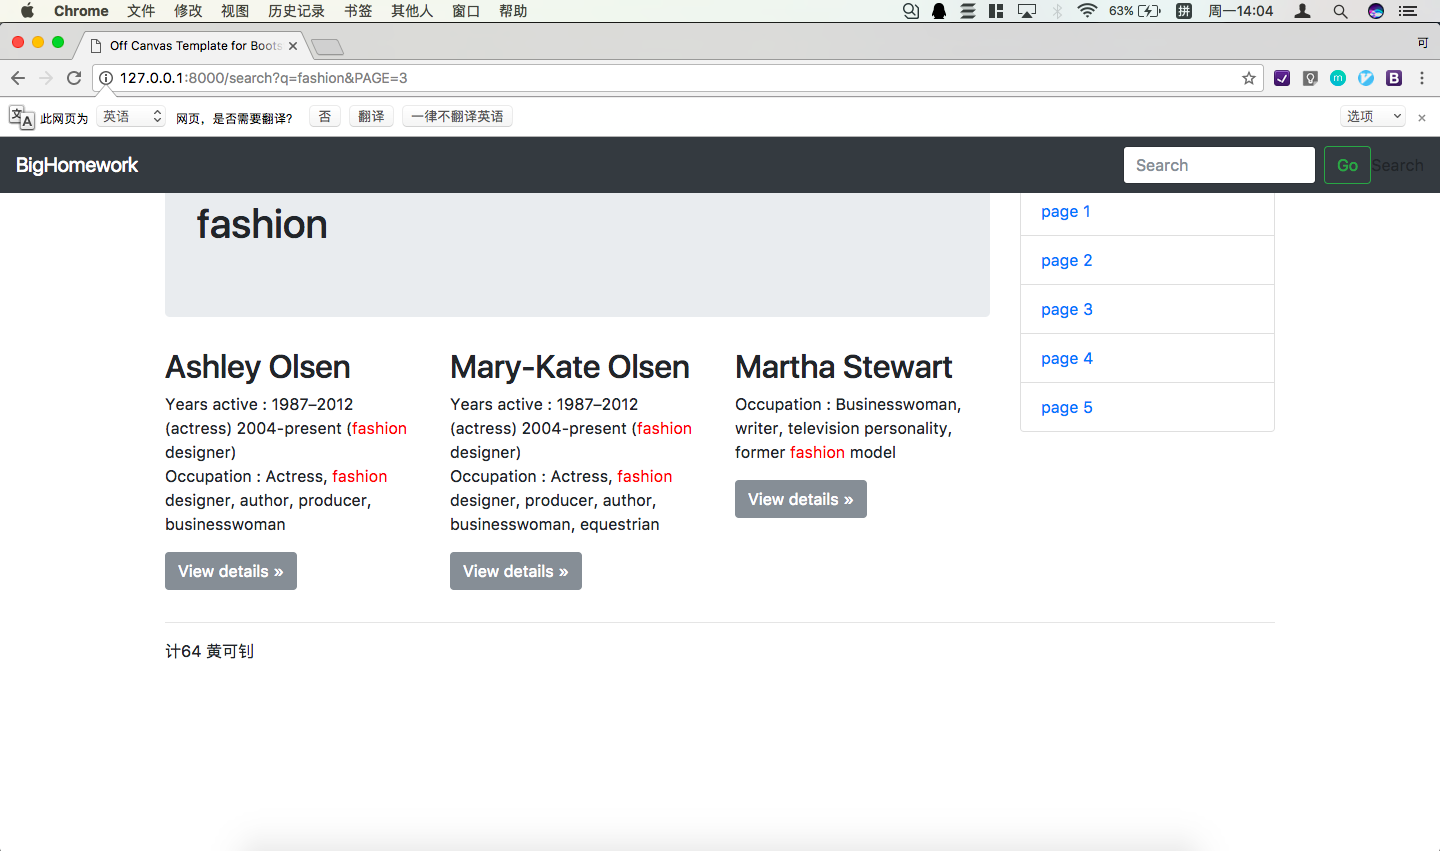 Chrome 文件 修改 视图 历史记录 书签 其他人 窗口 帮助 63% 拼 周一14:04
Off Canvas Template for Boots 可
127.0.0.1:8000/search?q=fashion&PAGE=3
此网页为 英语 网页，是否需要翻译？ 否 翻译 一律不翻译英语 选项
BigHomework Search Go Search
fashion
page 1
page 2
page 3
page 4
page 5
Ashley Olsen
Years active : 1987–2012
(actress) 2004-present (fashion
designer)
Occupation : Actress, fashion
designer, author, producer,
businesswoman
View details »
Mary-Kate Olsen
Years active : 1987–2012
(actress) 2004-present (fashion
designer)
Occupation : Actress, fashion
designer, producer, author,
businesswoman, equestrian
View details »
Martha Stewart
Occupation : Businesswoman,
writer, television personality,
former fashion model
View details »
计64 黄可钊